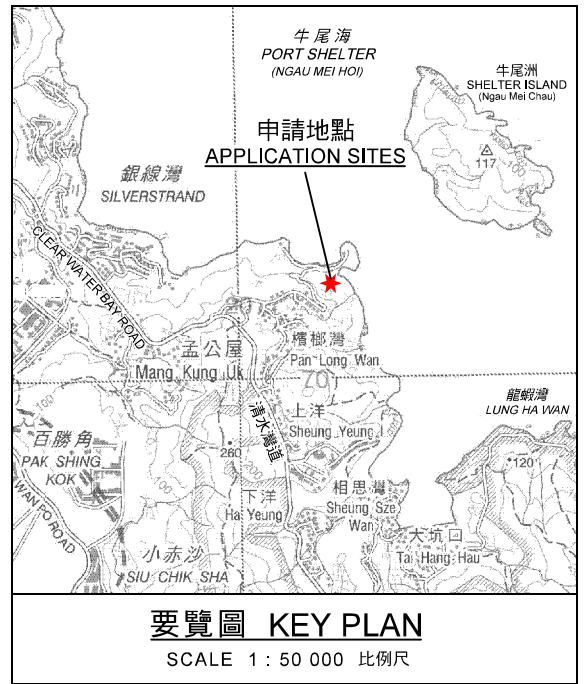 牛尾海
PORT SHELTER
(NGAU MEI HOI)
牛尾洲
SHELTER ISLAND
(Ngau Mei Chau)
117
100
申請地點
APPLICATION SITES
銀線灣
SILVERSTRAND
CLEAR WATER BAY ROAD
檳榔灣
Pan Long Wan
孟公屋
Mang Kung Uk
龍蝦灣
LUNG HA WAN
清水灣道
上洋
Sheung Yeung
百勝角
PAK SHING
KOK
100
260
200
120
WAN PO ROAD
相思灣
Sheung Sze
Wan
下洋
Ha Yeung
大坑口
Tai Hang Hau
小赤沙
SIU CHIK SHA
要覽圖 KEY PLAN
SCALE 1 : 50 000 比例尺